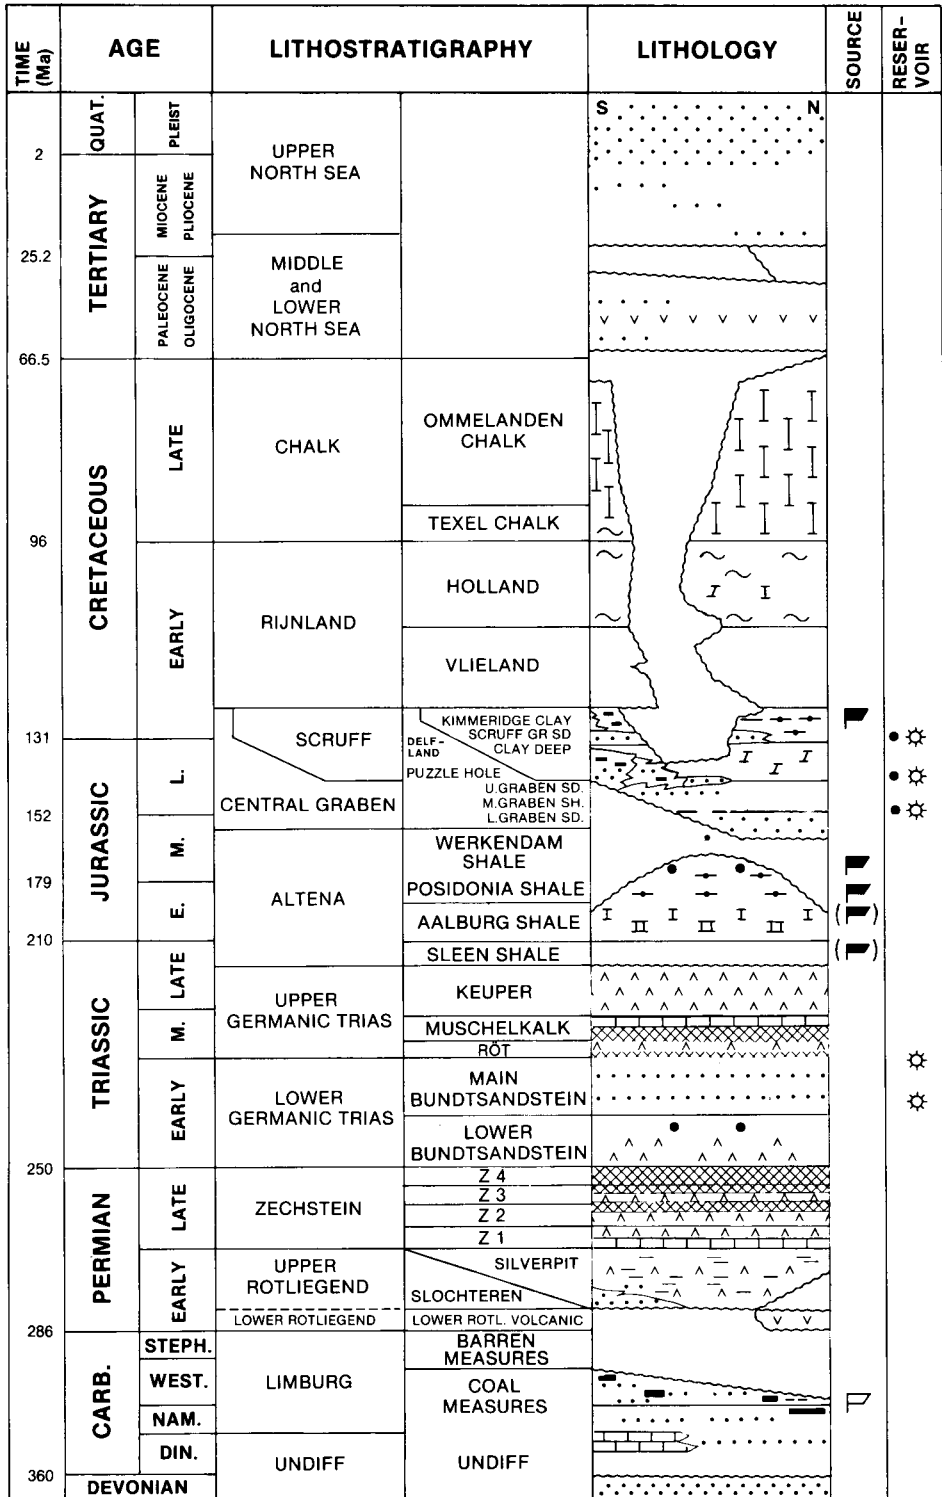 TIME (Ma)
AGE
LITHOSTRATIGRAPHY
LITHOLOGY
SOURCE
RESER-
VOIR
QUAT.
PLEIST
S
N
2
UPPER
NORTH SEA
TERTIARY
MIOCENE
PLIOCENE
25.2
PALEOCENE
OLIGOCENE
MIDDLE
and
LOWER
NORTH SEA
66.5
CRETACEOUS
LATE
CHALK
OMMELANDEN
CHALK
TEXEL CHALK
96
EARLY
RIJNLAND
HOLLAND
VLIELAND
131
SCRUFF
DELF-
LAND
KIMMERIDGE CLAY
SCRUFF GR SD
CLAY DEEP
PUZZLE HOLE
JURASSIC
L.
CENTRAL GRABEN
U.GRABEN SD.
M.GRABEN SH.
L.GRABEN SD.
152
M.
ALTENA
WERKENDAM
SHALE
179
POSIDONIA SHALE
E.
AALBURG SHALE
210
SLEEN SHALE
TRIASSIC
LATE
UPPER
GERMANIC TRIAS
KEUPER
M.
MUSCHELKALK
RÖT
EARLY
LOWER
GERMANIC TRIAS
MAIN
BUNDTSANDSTEIN
LOWER
BUNDTSANDSTEIN
250
PERMIAN
LATE
ZECHSTEIN
Z 4
Z 3
Z 2
Z 1
EARLY
UPPER
ROTLIEGEND
SILVERPIT
SLOCHTEREN
LOWER ROTLIEGEND
LOWER ROTL. VOLCANIC
286
CARB.
STEPH.
LIMBURG
BARREN
MEASURES
WEST.
COAL
MEASURES
NAM.
DIN.
UNDIFF
UNDIFF
360
DEVONIAN